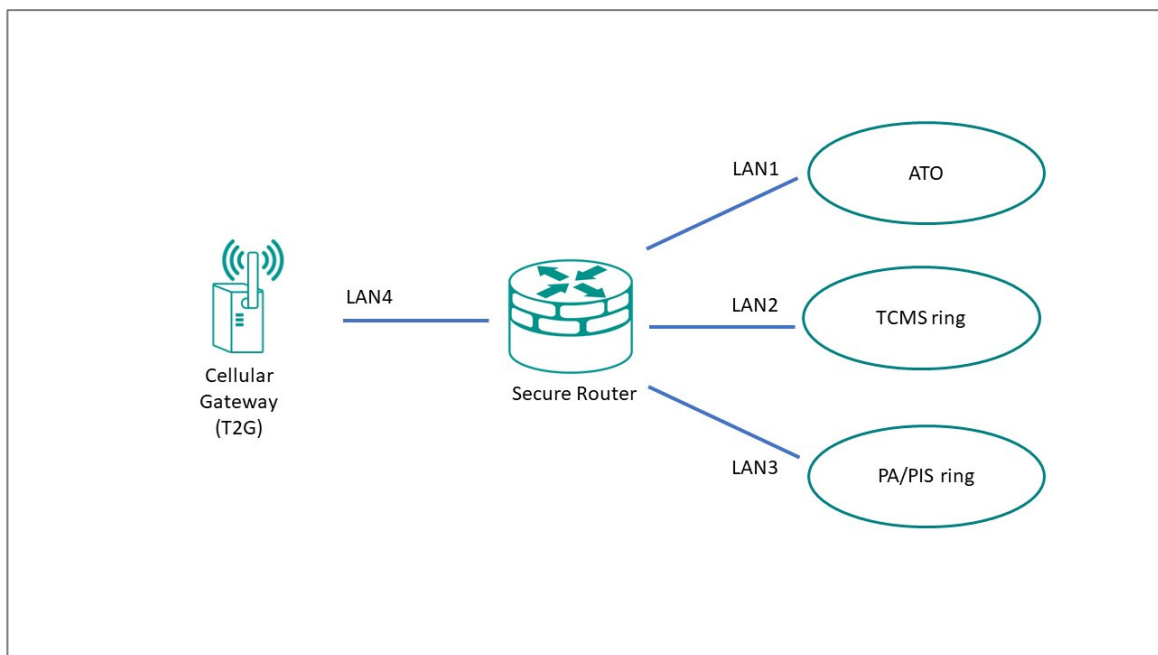 LAN1
ATO
LAN4
LAN2
TCMS ring
Cellular
Gateway
(T2G)
Secure Router
LAN3
PA/PIS ring